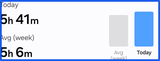 Today
5h 41m
Avg (week)
5h 6m
Avg
(week)
Today